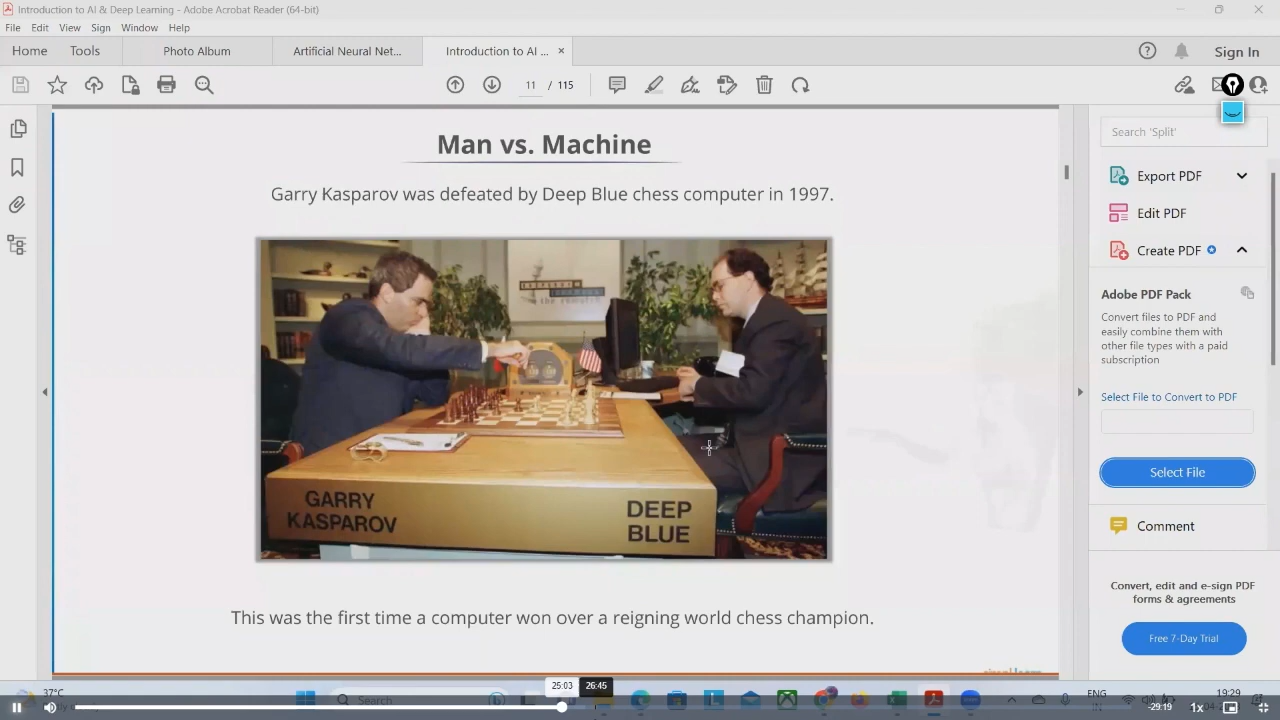 Introduction to AI & Deep Learning - Adobe Acrobat Reader (64-bit)
File Edit View Sign Window Help
Home Tools Photo Album Artificial Neural Net... Introduction to AI ... × Sign In
11 / 115
Man vs. Machine
Garry Kasparov was defeated by Deep Blue chess computer in 1997.
GARRY
KASPAROV
DEEP
BLUE
This was the first time a computer won over a reigning world chess champion.
Search 'Split'
Export PDF
Edit PDF
Create PDF
Adobe PDF Pack
Convert files to PDF and
easily combine them with
other file types with a paid
subscription
Select File to Convert to PDF
Select File
Comment
Convert, edit and e-sign PDF
forms & agreements
Free 7-Day Trial
37°C
Search
ENG
IN
19:29
25:03 26:45
-29:19 1x